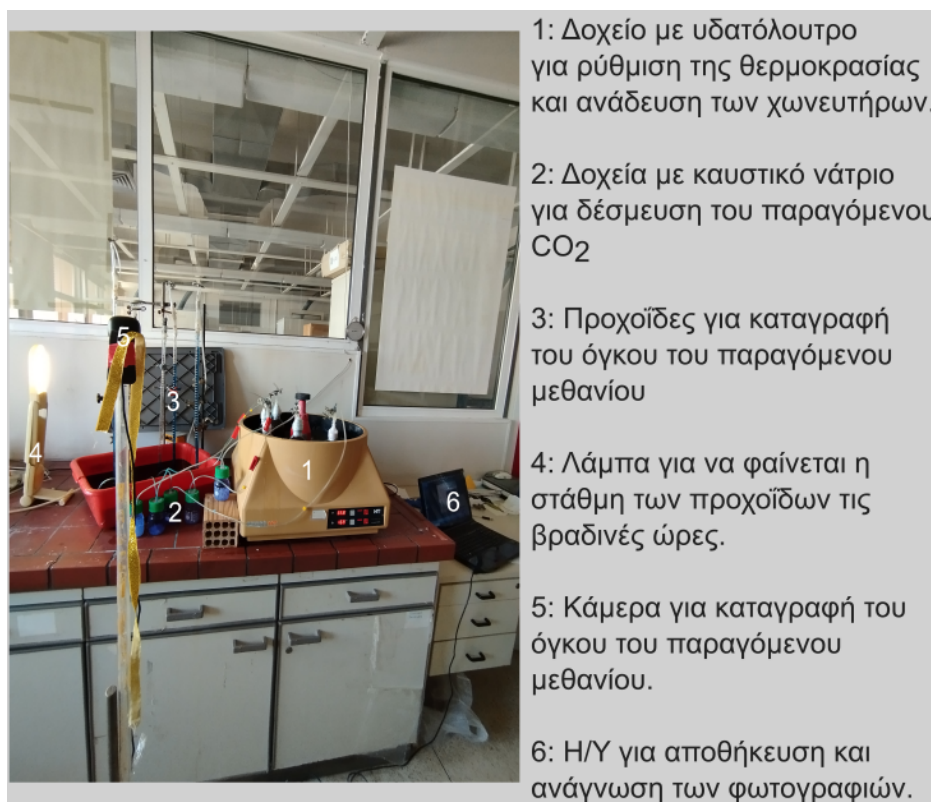 1: Δοχείο με υδατόλουτρο
για ρύθμιση της θερμοκρασίας
και ανάδευση των χωνευτήρων.
2: Δοχεία με καυστικό νάτριο
για δέσμευση του παραγόμενου
CO2
3: Προχοΐδες για καταγραφή
του όγκου του παραγόμενου
μεθανίου
4: Λάμπα για να φαίνεται η
στάθμη των προχοΐδων τις
βραδινές ώρες.
5: Κάμερα για καταγραφή του
όγκου του παραγόμενου
μεθανίου.
6: Η/Υ για αποθήκευση και
ανάγνωση των φωτογραφιών.
5
3
4
1
2
6